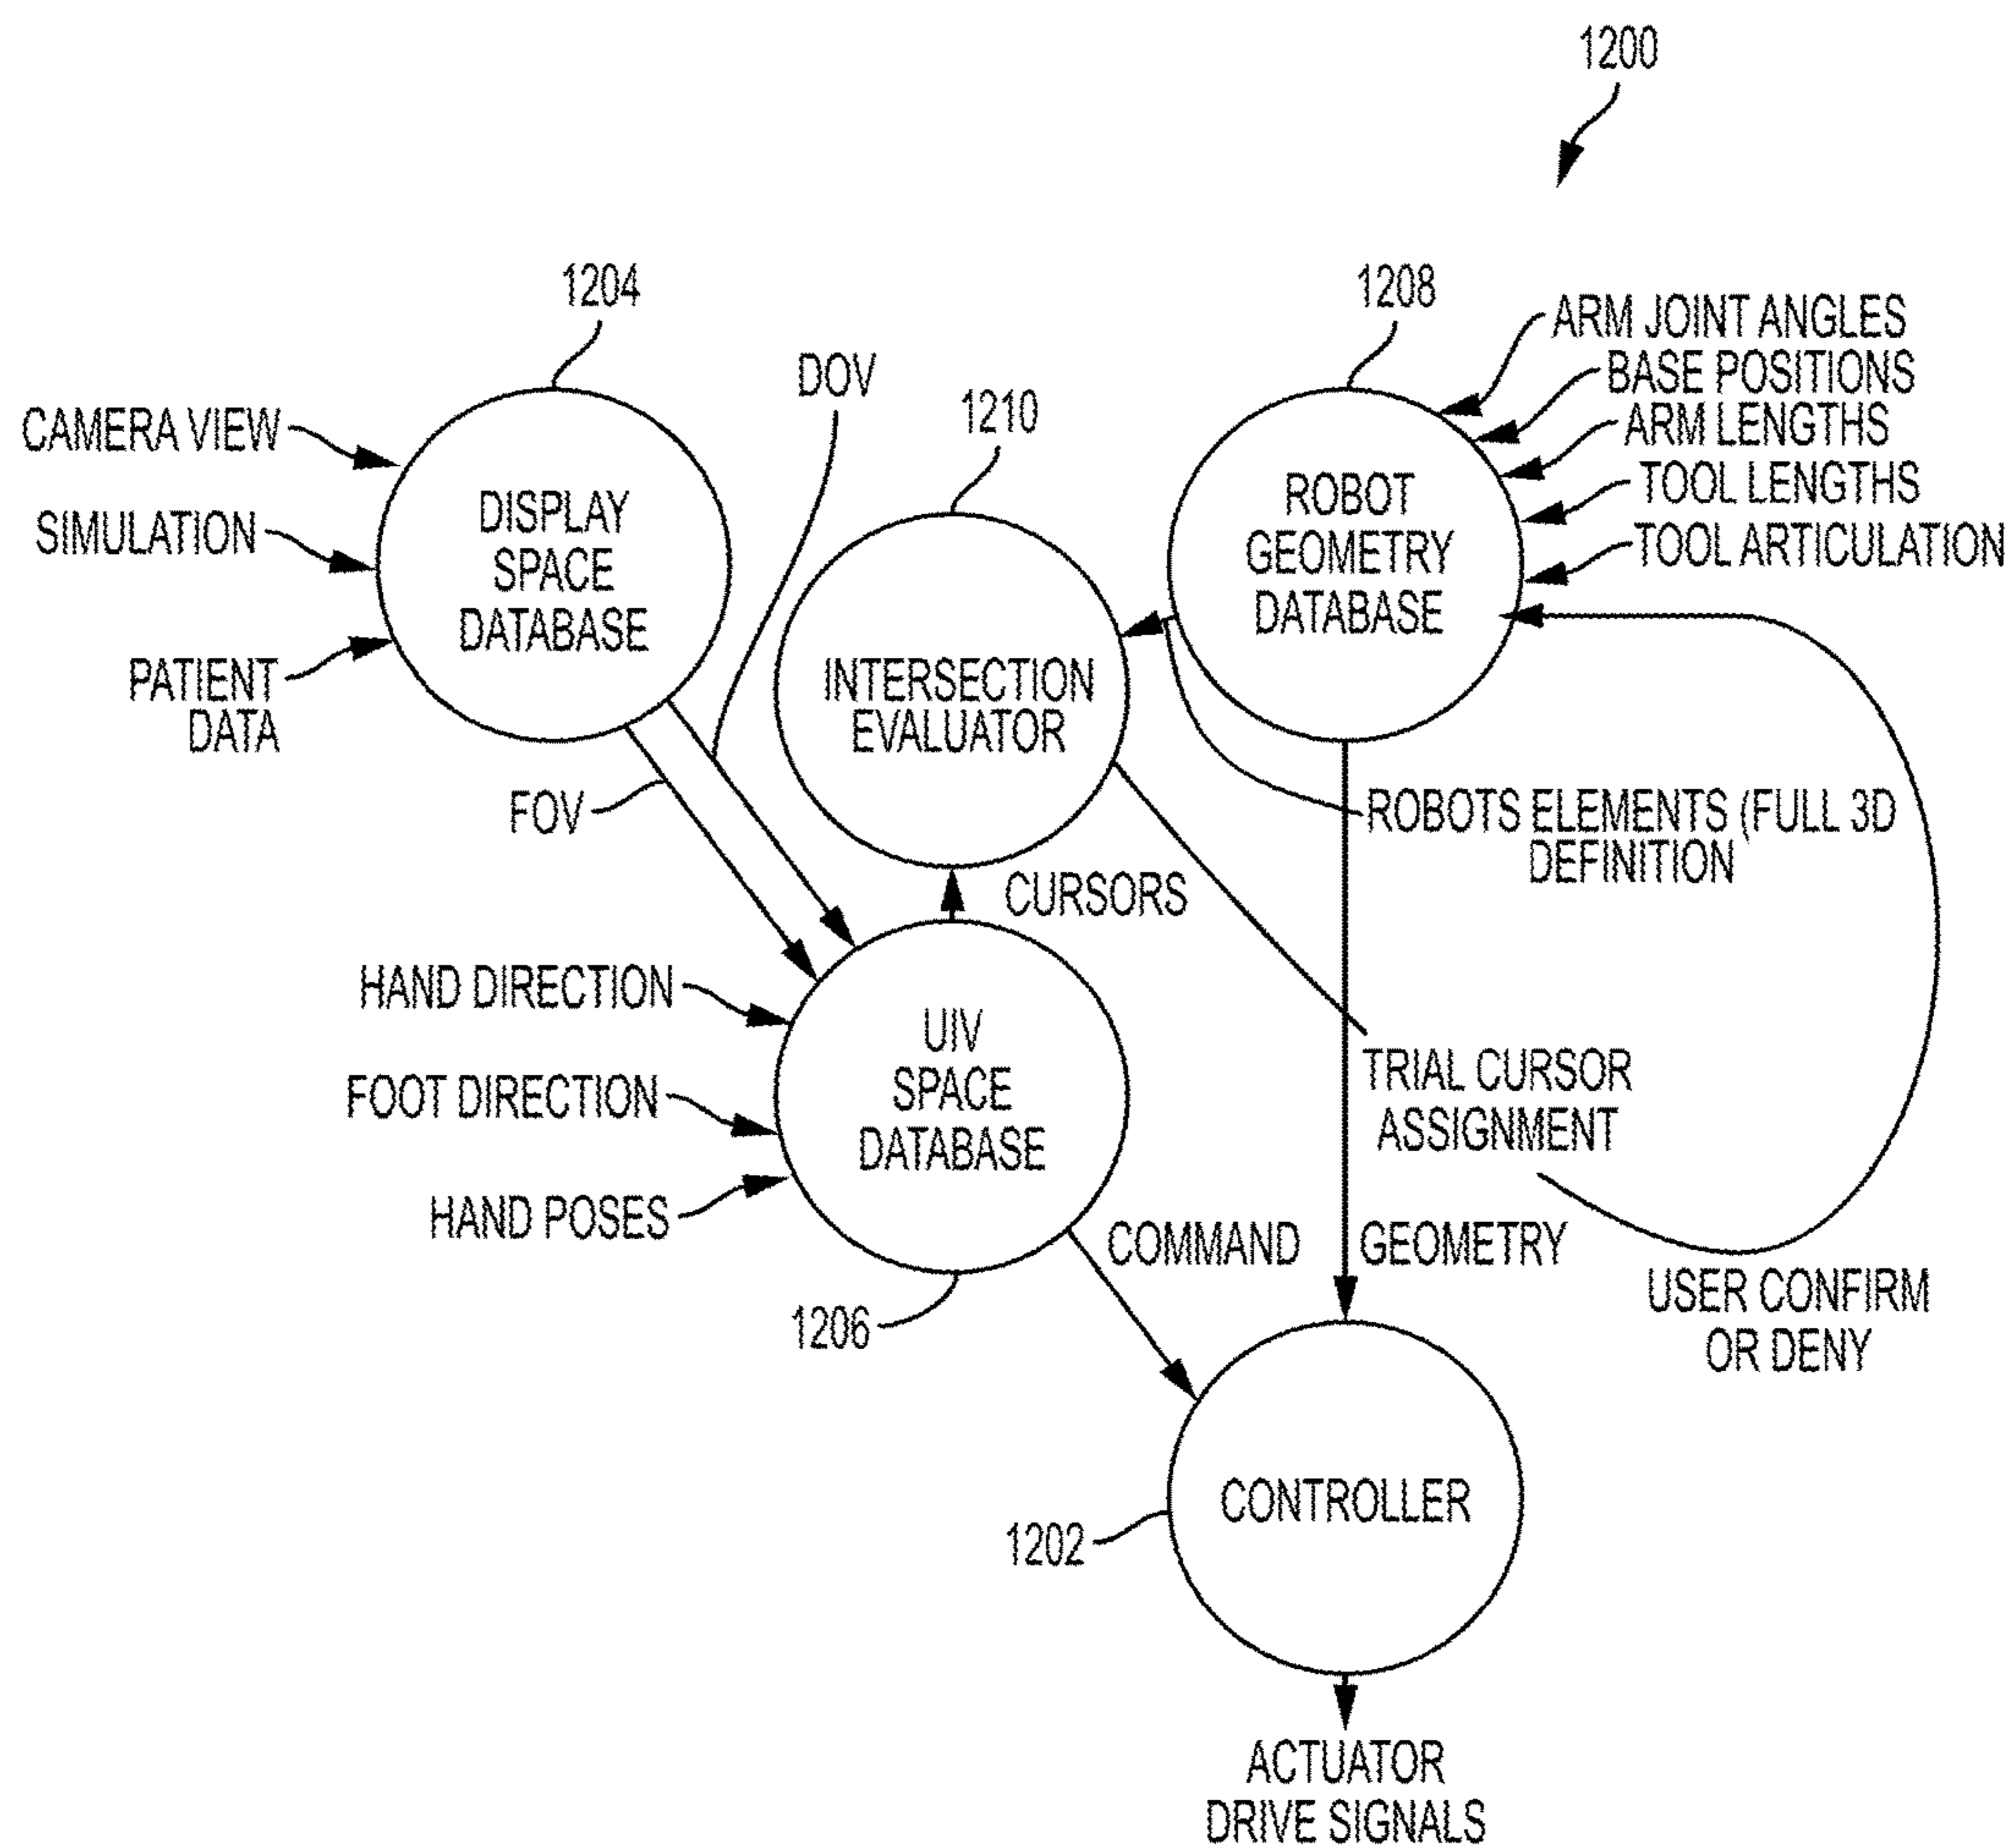 1200
1204
1208
ARM JOINT ANGLES
DOV
BASE POSITIONS
1210
CAMERA VIEW
ARM LENGTHS
TOOL LENGTHS
DISPLAY
SPACE
DATABASE
ROBOT
GEOMETRY
DATABASE
SIMULATION
TOOL ARTICULATION
INTERSECTION
EVALUATOR
PATIENT
DATA
FOV
ROBOTS ELEMENTS (FULL 3D
DEFINITION
CURSORS
HAND DIRECTION
UIV
SPACE
DATABASE
FOOT DIRECTION
TRIAL CURSOR
ASSIGNMENT
HAND POSES
COMMAND
GEOMETRY
1206
USER CONFIRM
OR DENY
CONTROLLER
1202
ACTUATOR
DRIVE SIGNALS